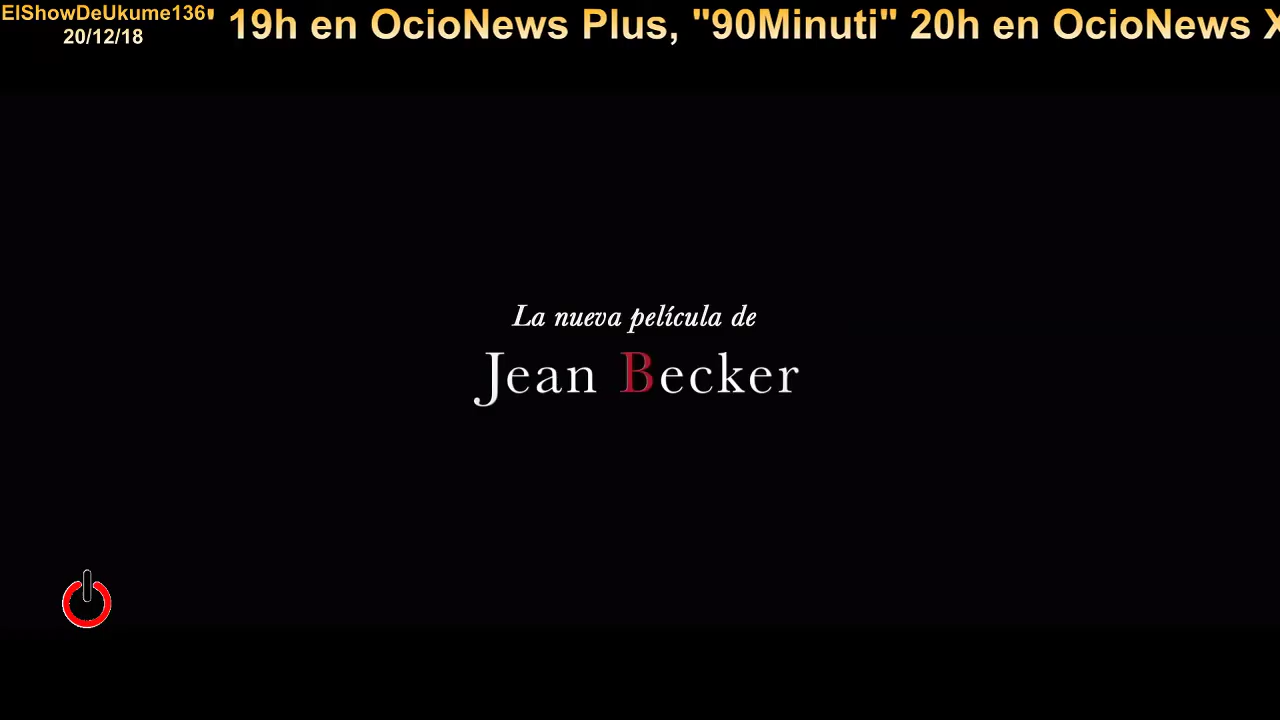 ElShowDeUkume136
20/12/18
" 19h en OcioNews Plus, "90Minuti" 20h en OcioNews X
La nueva película de
Jean Becker